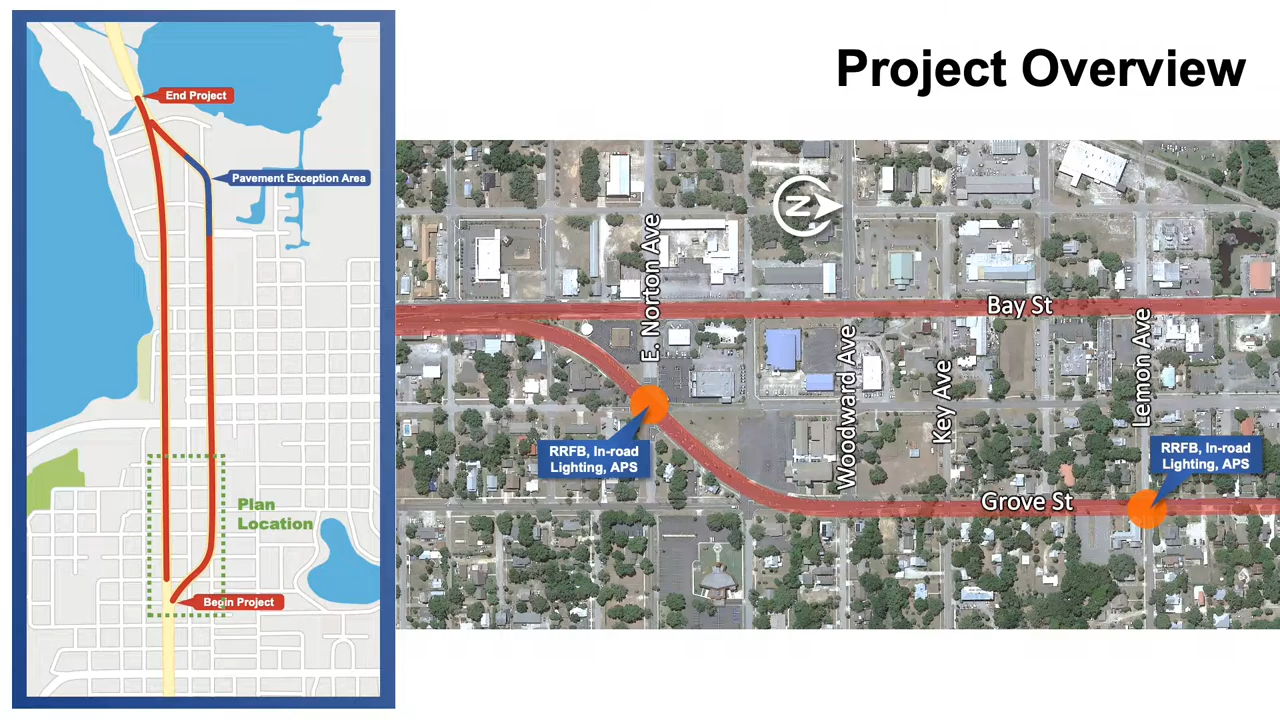 Project Overview
End Project
Pavement Exception Area
Plan
Location
Begin Project
N
E. Norton Ave
Bay St
Woodward Ave
Key Ave
Lemon Ave
RRFB, In-road
Lighting, APS
RRFB, In-road
Lighting, APS
Grove St